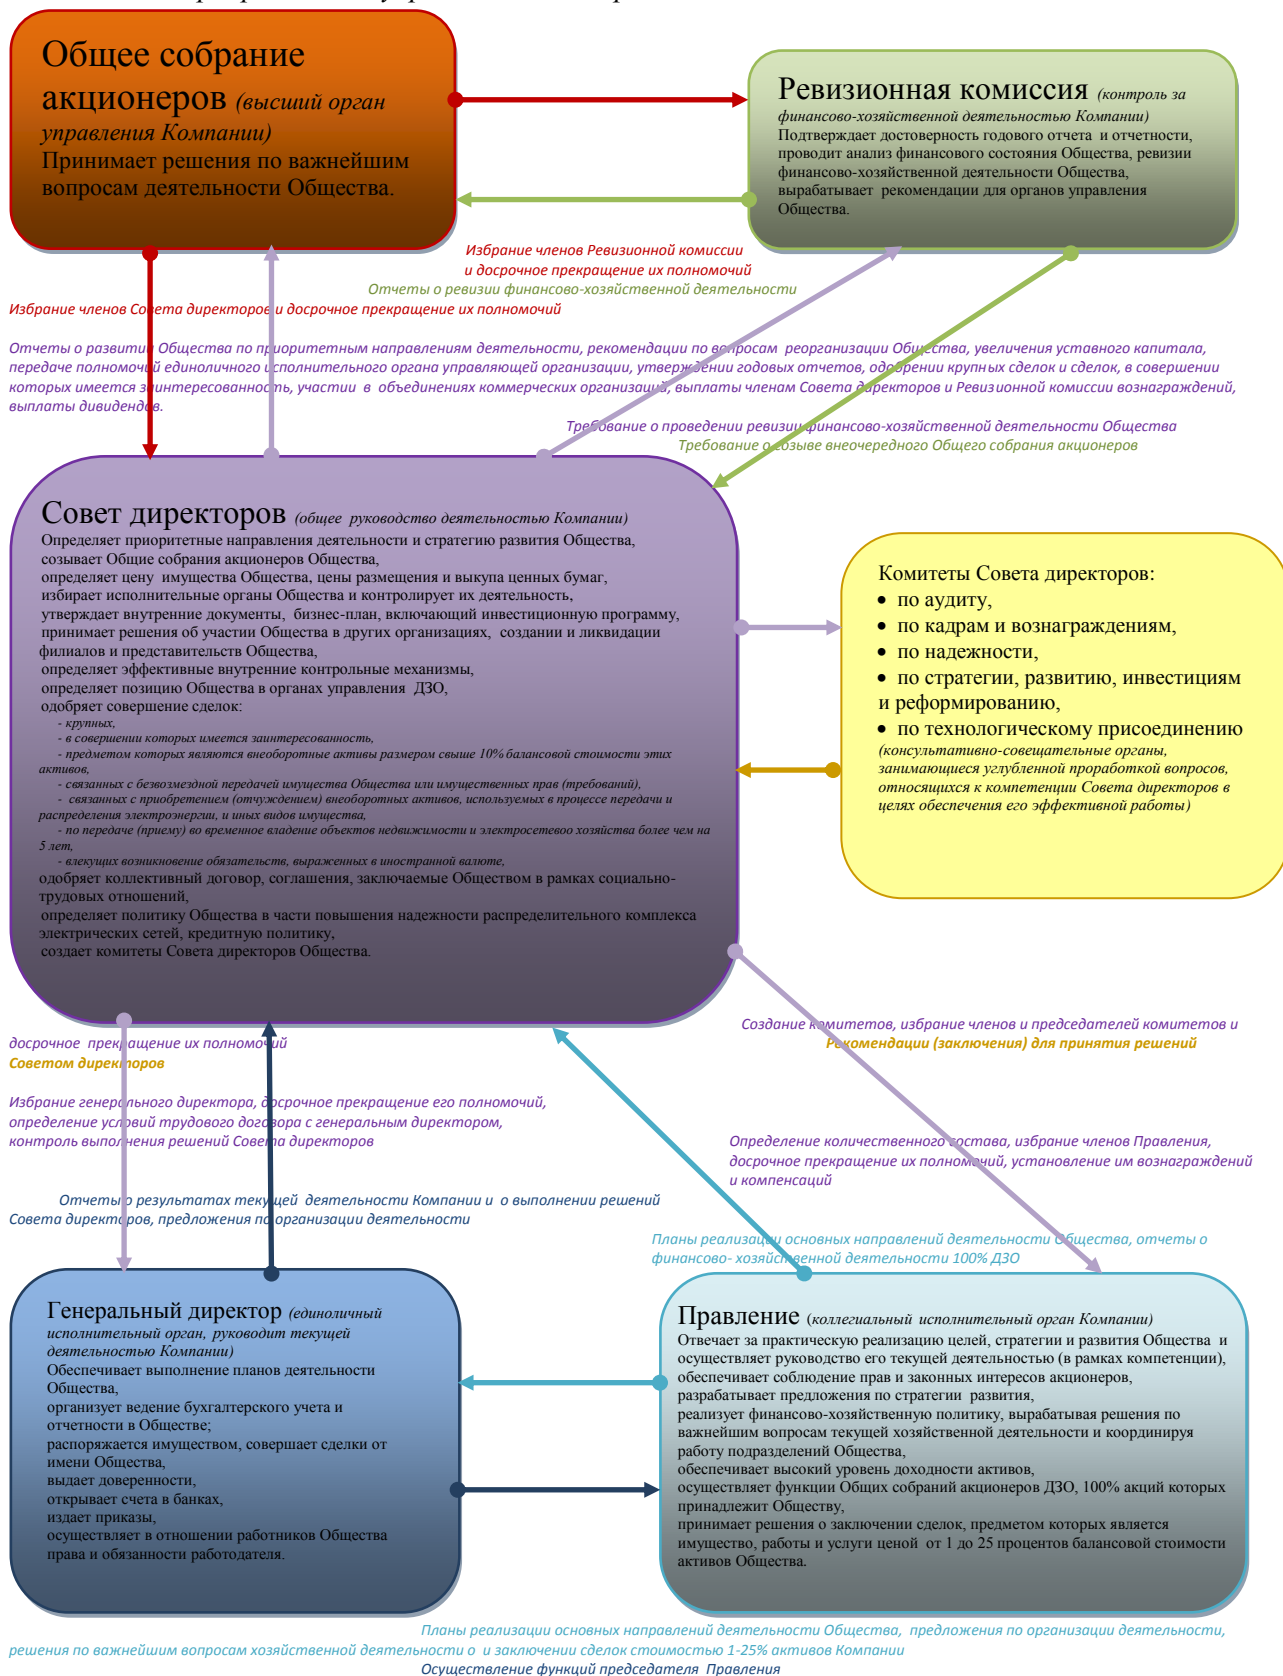 Общее собрание
акционеров (высший орган
управления Компании)
Принимает решения по важнейшим
вопросам деятельности Общества.
Ревизионная комиссия (контроль за
финансово-хозяйственной деятельностью Компании)
Подтверждает достоверность годового отчета и отчетности,
проводит анализ финансового состояния Общества, ревизии
финансово-хозяйственной деятельности Общества,
вырабатывает рекомендации для органов управления
Общества.
Избрание членов Ревизионной комиссии
и досрочное прекращение их полномочий
Отчеты о ревизии финансово-хозяйственной деятельности
Избрание членов Совета директоров и досрочное прекращение их полномочий
Отчеты о развитии Общества по приоритетным направлениям деятельности, рекомендации по вопросам реорганизации Общества, увеличения уставного капитала,
передаче полномочий единоличного исполнительного органа управляющей организации, утверждении годовых отчетов, одобрении крупных сделок и сделок, в совершении
которых имеется заинтересованность, участии в объединениях коммерческих организаций, выплаты членам Совета директоров и Ревизионной комиссии вознаграждений,
выплаты дивидендов.
Требование о проведении ревизии финансово-хозяйственной деятельности Общества
Требование о созыве внеочередного Общего собрания акционеров
Совет директоров (общее руководство деятельностью Компании)
Определяет приоритетные направления деятельности и стратегию развития Общества,
созывает Общие собрания акционеров Общества,
определяет цену имущества Общества, цены размещения и выкупа ценных бумаг,
избирает исполнительные органы Общества и контролирует их деятельность,
утверждает внутренние документы, бизнес-план, включающий инвестиционную программу,
принимает решения об участии Общества в других организациях, создании и ликвидации
филиалов и представительств Общества,
определяет эффективные внутренние контрольные механизмы,
определяет позицию Общества в органах управления ДЗО,
одобряет совершение сделок:
- крупных,
- в совершении которых имеется заинтересованность,
- предметом которых являются внеоборотные активы размером свыше 10% балансовой стоимости этих
активов,
- связанных с безвозмездной передачей имущества Общества или имущественных прав (требований),
- связанных с приобретением (отчуждением) внеоборотных активов, используемых в процессе передачи и
распределения электроэнергии, и иных видов имущества,
- по передаче (приему) во временное владение объектов недвижимости и электросетевоо хозяйства более чем на
5 лет,
- влекущих возникновение обязательств, выраженных в иностранной валюте,
одобряет коллективный договор, соглашения, заключаемые Обществом в рамках социально-
трудовых отношений,
определяет политику Общества в части повышения надежности распределительного комплекса
электрических сетей, кредитную политику,
создает комитеты Совета директоров Общества.
Комитеты Совета директоров:
• по аудиту,
• по кадрам и вознаграждениям,
• по надежности,
• по стратегии, развитию, инвестициям
и реформированию,
• по технологическому присоединению
(консультативно-совещательные органы,
занимающиеся углубленной проработкой вопросов,
относящихся к компетенции Совета директоров в
целях обеспечения его эффективной работы)
Создание комитетов, избрание членов и председателей комитетов и
досрочное прекращение их полномочий
Рекомендации (заключения) для принятия решений
Советом директоров
Избрание генерального директора, досрочное прекращение его полномочий,
определение условий трудового договора с генеральным директором,
контроль выполнения решений Совета директоров
Определение количественного состава, избрание членов Правления,
досрочное прекращение их полномочий, установление им вознаграждений
и компенсаций
Отчеты о результатах текущей деятельности Компании и о выполнении решений
Совета директоров, предложения по организации деятельности
Планы реализации основных направлений деятельности Общества, отчеты о
финансово- хозяйственной деятельности 100% ДЗО
Генеральный директор (единоличный
исполнительный орган, руководит текущей
деятельностью Компании)
Обеспечивает выполнение планов деятельности
Общества,
организует ведение бухгалтерского учета и
отчетности в Обществе;
распоряжается имуществом, совершает сделки от
имени Общества,
выдает доверенности,
открывает счета в банках,
издает приказы,
осуществляет в отношении работников Общества
права и обязанности работодателя.
Правление (коллегиальный исполнительный орган Компании)
Отвечает за практическую реализацию целей, стратегии и развития Общества и
осуществляет руководство его текущей деятельностью (в рамках компетенции),
обеспечивает соблюдение прав и законных интересов акционеров,
разрабатывает предложения по стратегии развития,
реализует финансово-хозяйственную политику, вырабатывая решения по
важнейшим вопросам текущей хозяйственной деятельности и координируя
работу подразделений Общества,
обеспечивает высокий уровень доходности активов,
осуществляет функции Общих собраний акционеров ДЗО, 100% акций которых
принадлежит Обществу,
принимает решения о заключении сделок, предметом которых является
имущество, работы и услуги ценой от 1 до 25 процентов балансовой стоимости
активов Общества.
Планы реализации основных направлений деятельности Общества, предложения по организации деятельности,
решения по важнейшим вопросам хозяйственной деятельности о и заключении сделок стоимостью 1-25% активов Компании
Осуществление функций председателя Правления